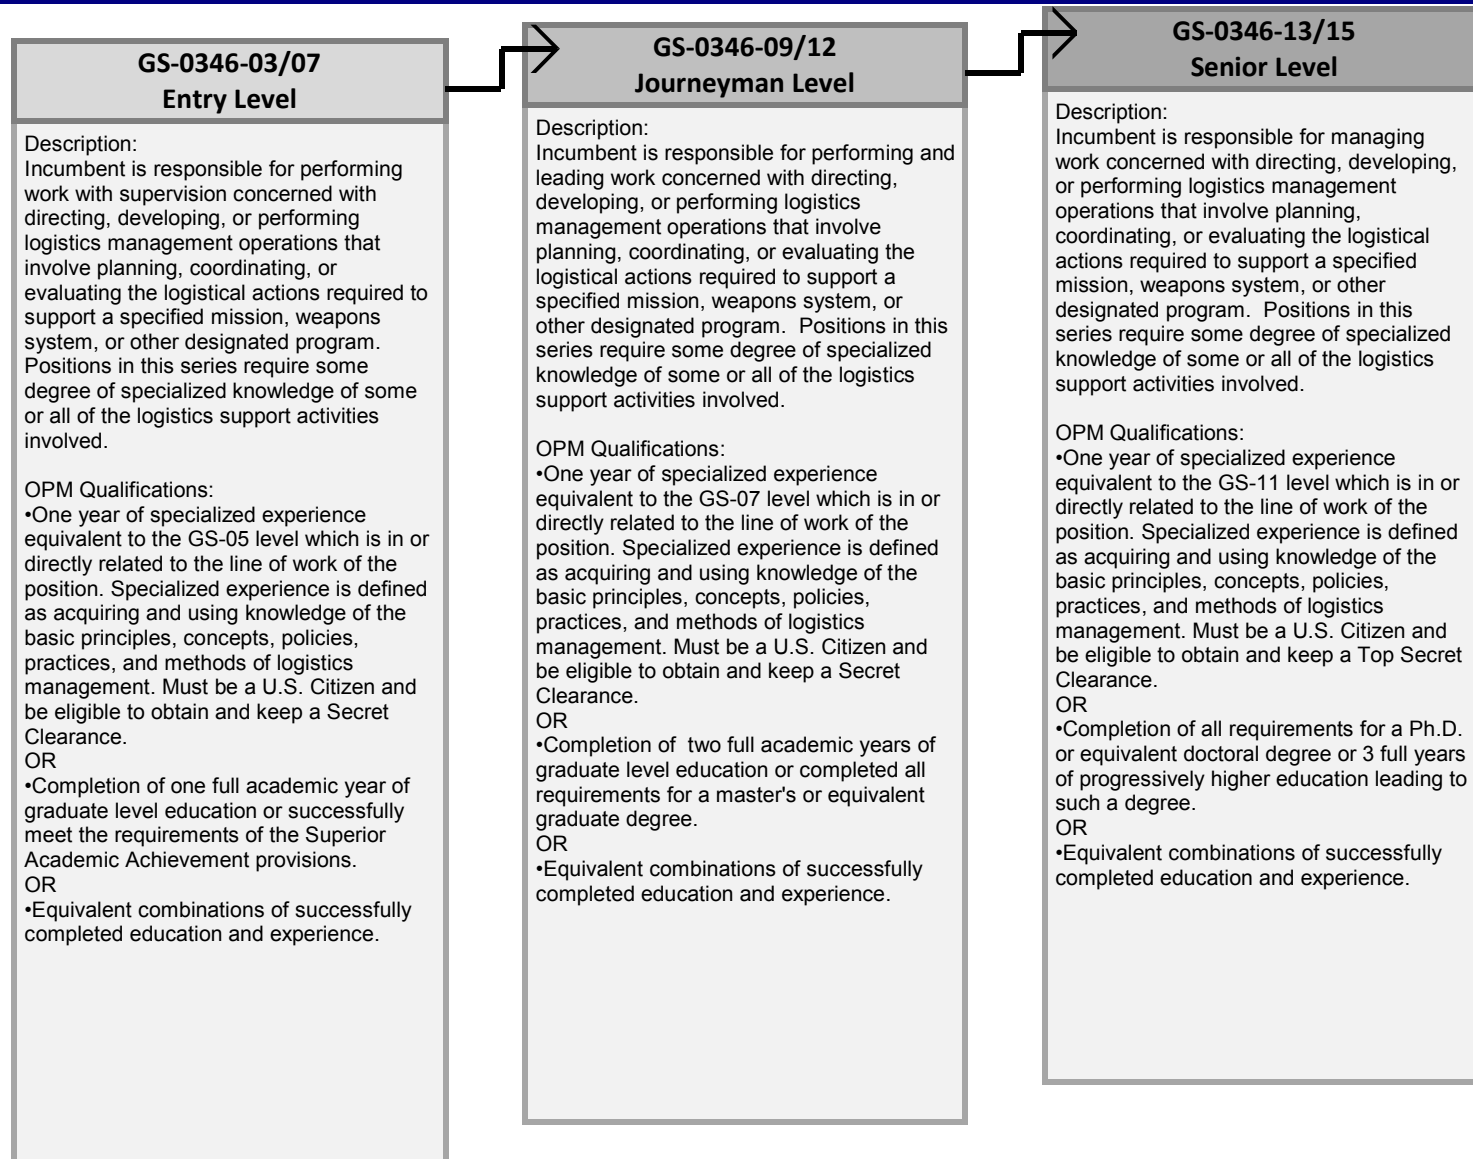 GS-0346-03/07
Entry Level
Description:
Incumbent is responsible for performing
work with supervision concerned with
directing, developing, or performing
logistics management operations that
involve planning, coordinating, or
evaluating the logistical actions required to
support a specified mission, weapons
system, or other designated program.
Positions in this series require some
degree of specialized knowledge of some
or all of the logistics support activities
involved.
OPM Qualifications:
•One year of specialized experience
equivalent to the GS-05 level which is in or
directly related to the line of work of the
position. Specialized experience is defined
as acquiring and using knowledge of the
basic principles, concepts, policies,
practices, and methods of logistics
management. Must be a U.S. Citizen and
be eligible to obtain and keep a Secret
Clearance.
OR
•Completion of one full academic year of
graduate level education or successfully
meet the requirements of the Superior
Academic Achievement provisions.
OR
•Equivalent combinations of successfully
completed education and experience.
GS-0346-09/12
Journeyman Level
Description:
Incumbent is responsible for performing and
leading work concerned with directing,
developing, or performing logistics
management operations that involve
planning, coordinating, or evaluating the
logistical actions required to support a
specified mission, weapons system, or
other designated program.  Positions in this
series require some degree of specialized
knowledge of some or all of the logistics
support activities involved.
OPM Qualifications:
•One year of specialized experience
equivalent to the GS-07 level which is in or
directly related to the line of work of the
position. Specialized experience is defined
as acquiring and using knowledge of the
basic principles, concepts, policies,
practices, and methods of logistics
management. Must be a U.S. Citizen and
be eligible to obtain and keep a Secret
Clearance.
OR
•Completion of  two full academic years of
graduate level education or completed all
requirements for a master's or equivalent
graduate degree.
OR
•Equivalent combinations of successfully
completed education and experience.
GS-0346-13/15
Senior Level
Description:
Incumbent is responsible for managing
work concerned with directing, developing,
or performing logistics management
operations that involve planning,
coordinating, or evaluating the logistical
actions required to support a specified
mission, weapons system, or other
designated program.  Positions in this
series require some degree of specialized
knowledge of some or all of the logistics
support activities involved.
OPM Qualifications:
•One year of specialized experience
equivalent to the GS-11 level which is in or
directly related to the line of work of the
position. Specialized experience is defined
as acquiring and using knowledge of the
basic principles, concepts, policies,
practices, and methods of logistics
management. Must be a U.S. Citizen and
be eligible to obtain and keep a Top Secret
Clearance.
OR
•Completion of all requirements for a Ph.D.
or equivalent doctoral degree or 3 full years
of progressively higher education leading to
such a degree.
OR
•Equivalent combinations of successfully
completed education and experience.